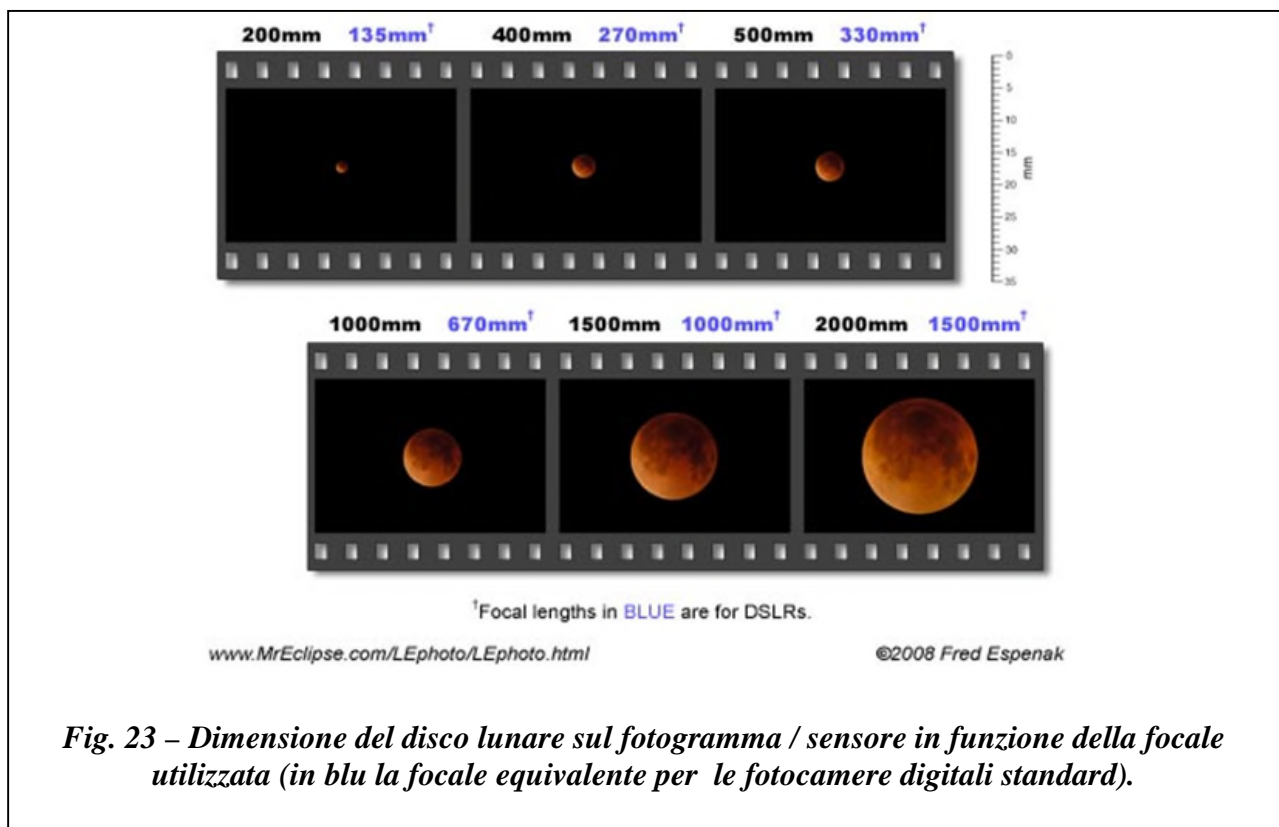 200mm 135mm† 400mm 270mm† 500mm 330mm†
0
5
10
15
20
25
30
35
mm
1000mm 670mm† 1500mm 1000mm† 2000mm 1500mm†
†Focal lengths in BLUE are for DSLRs.
www.MrEclipse.com/LEphoto/LEphoto.html ©2008 Fred Espenak
Fig. 23 – Dimensione del disco lunare sul fotogramma / sensore in funzione della focale
utilizzata (in blu la focale equivalente per le fotocamere digitali standard).